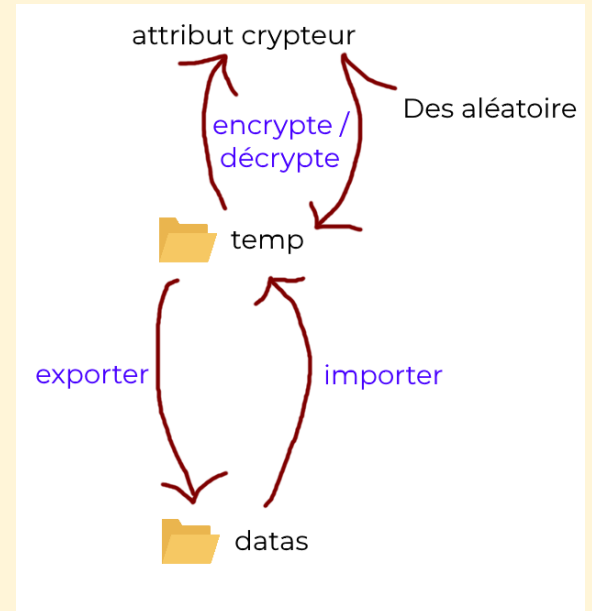 attribut crypteur
Des aléatoire
encrypte /
décrypte
temp
exporter
importer
datas